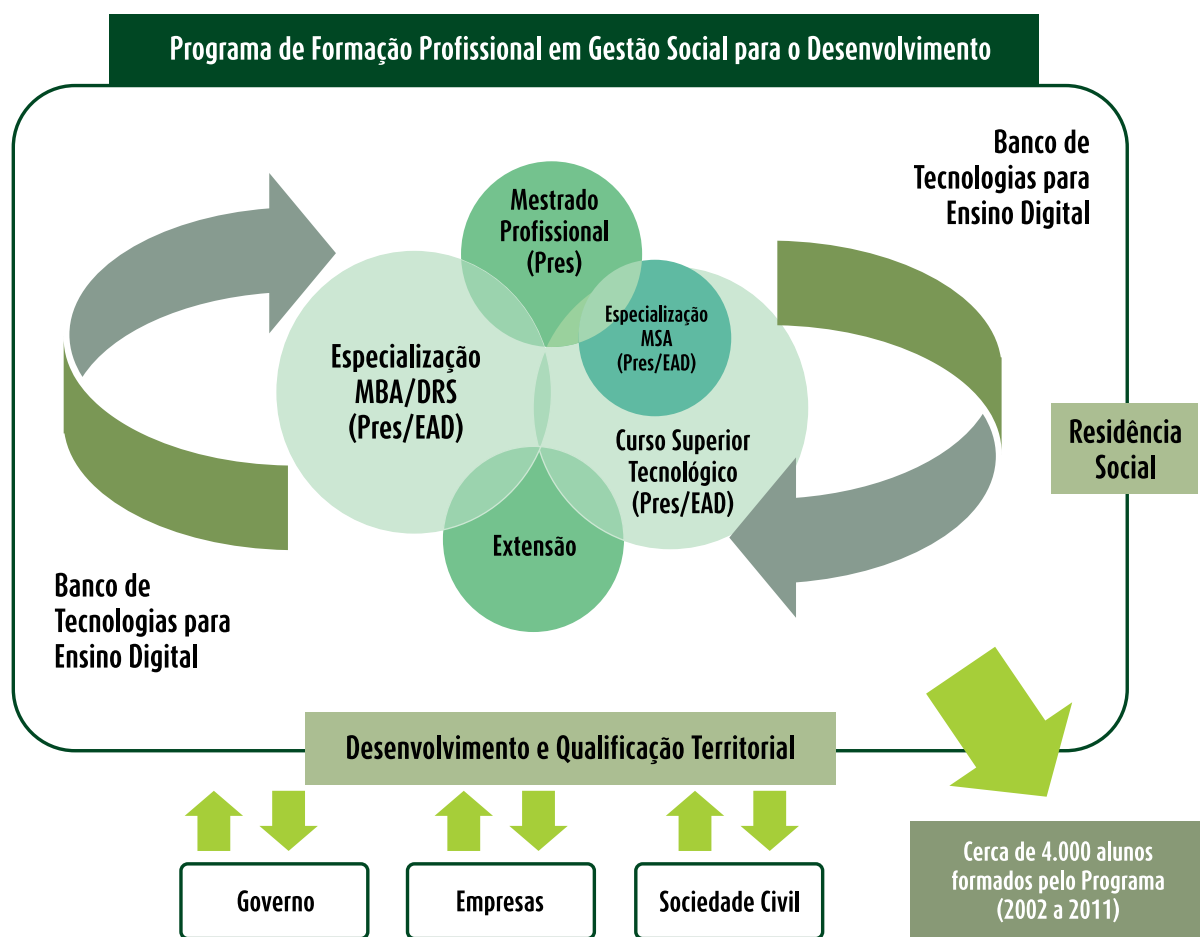 Programa de Formação Profissional em Gestão Social para o Desenvolvimento
Banco de
Tecnologias para
Ensino Digital
Mestrado
Profissional
(Pres)
Especialização
MSA
(Pres/EAD)
Especialização
MBA/DRS
(Pres/EAD)
Curso Superior
Tecnológico
(Pres/EAD)
Residência
Social
Extensão
Banco de
Tecnologias para
Ensino Digital
Desenvolvimento e Qualificação Territorial
Governo
Empresas
Sociedade Civil
Cerca de 4.000 alunos
formados pelo Programa
(2002 a 2011)